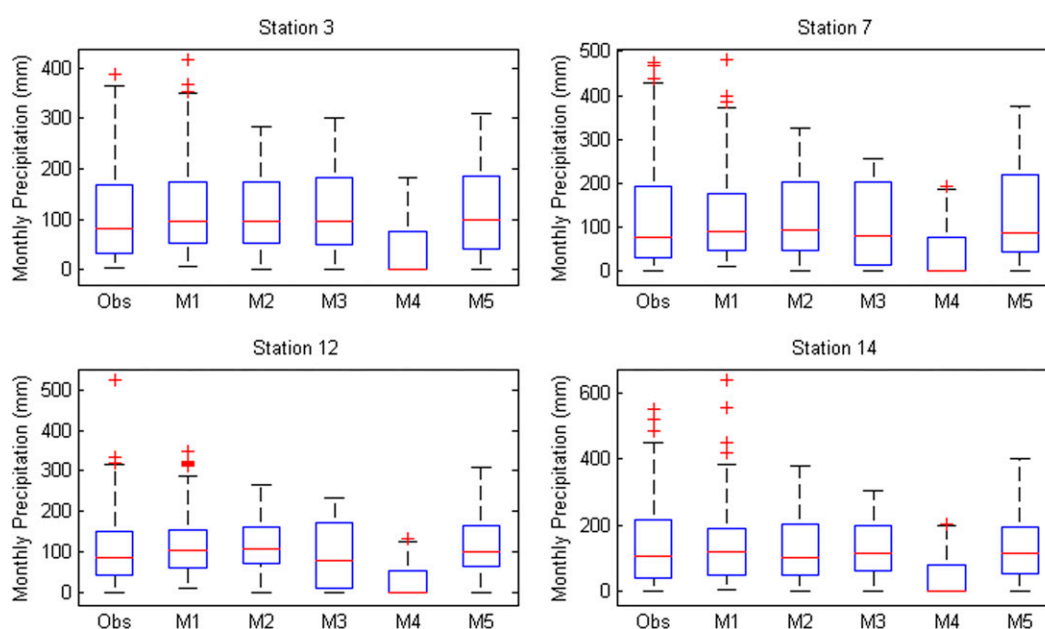 Station 3
Monthly Precipitation (mm)
400
300
200
100
0
Obs M1 M2 M3 M4 M5
Station 7
Monthly Precipitation (mm)
500
400
300
200
100
0
Obs M1 M2 M3 M4 M5
Station 12
Monthly Precipitation (mm)
500
400
300
200
100
0
Obs M1 M2 M3 M4 M5
Station 14
Monthly Precipitation (mm)
600
400
200
0
Obs M1 M2 M3 M4 M5